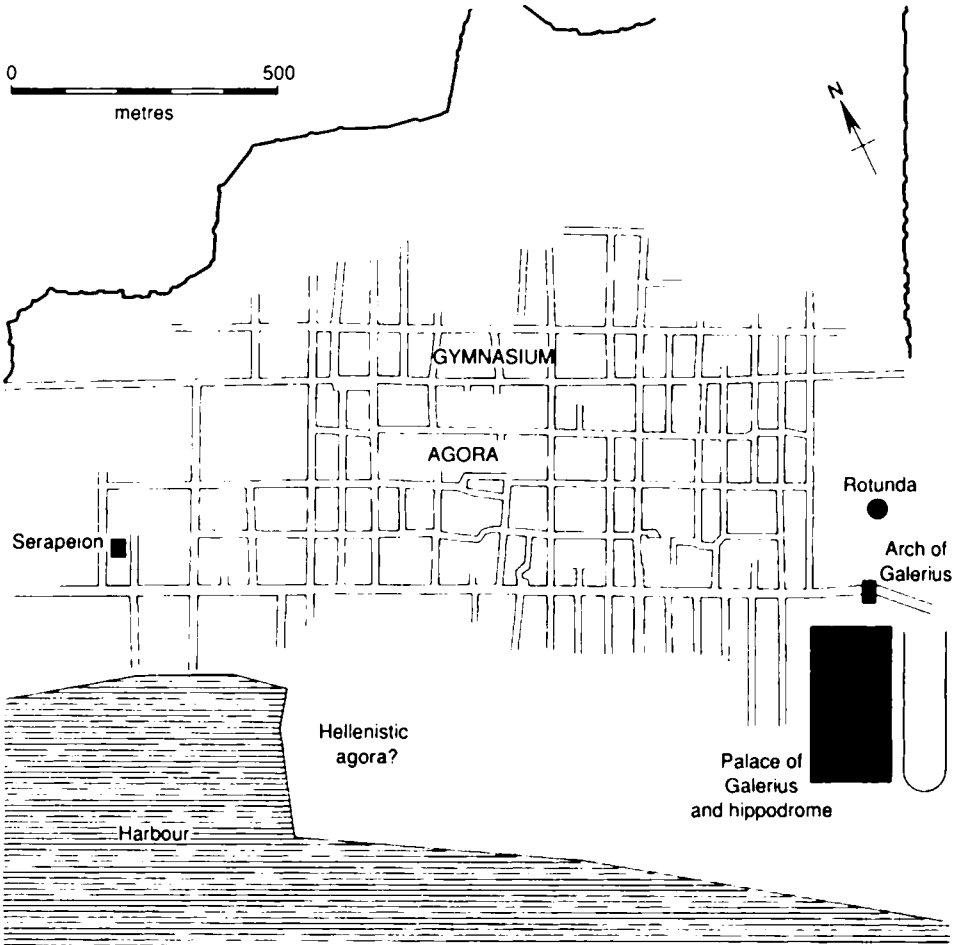 0 500
metres
N
GYMNASIUM
AGORA
Rotunda
Serapeion
Arch of
Galerius
Hellenistic
agora?
Palace of
Galerius
and hippodrome
Harbour